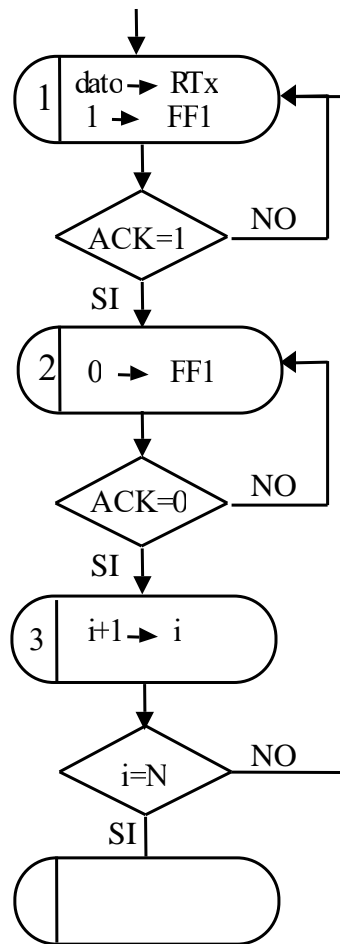 1 dato → RTx
1 → FF1
ACK=1 NO
SI
2 0 → FF1
ACK=0 NO
SI
3 i+1 → i
i=N NO
SI